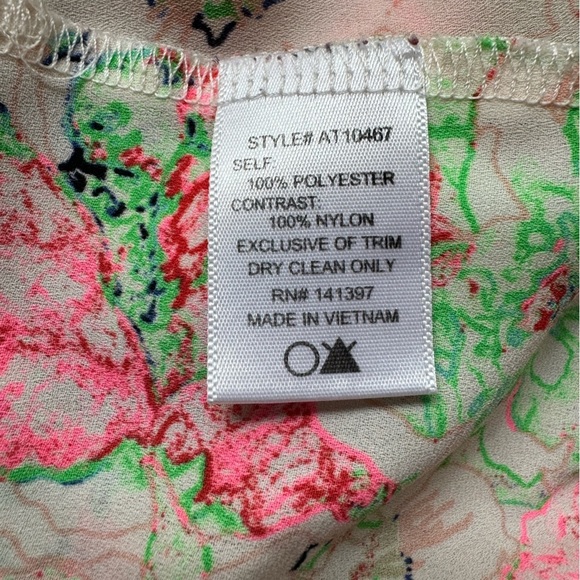 STYLE# AT10467
SELF:
100% POLYESTER
CONTRAST:
100% NYLON
EXCLUSIVE OF TRIM
DRY CLEAN ONLY
RN# 141397
MADE IN VIETNAM